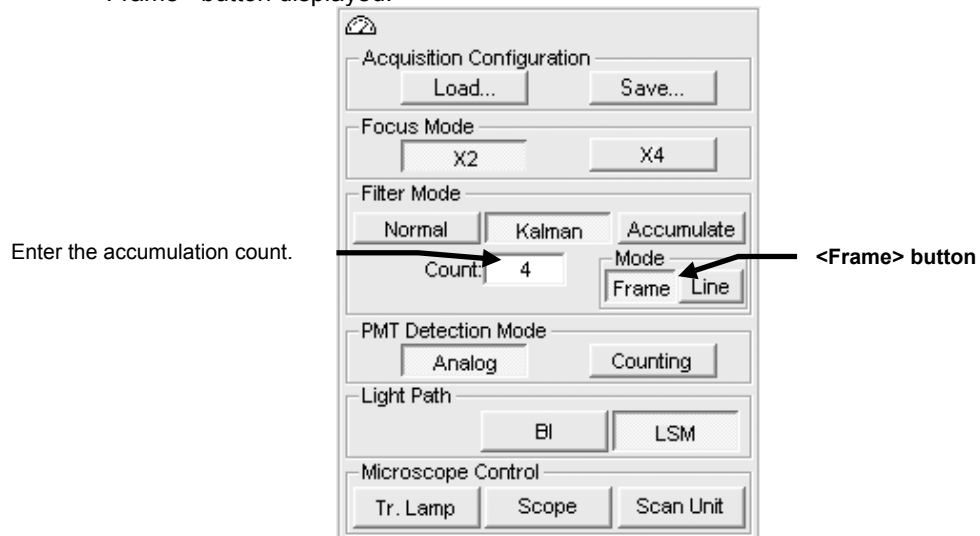 Frame> button displayed.
Acquisition Configuration
Load... Save...
Focus Mode
X2 X4
Filter Mode
Normal Kalman Accumulate
Enter the accumulation count.
Count: 4
Mode
Frame Line
<Frame> button
PMT Detection Mode
Analog Counting
Light Path
BI LSM
Microscope Control
Tr. Lamp Scope Scan Unit